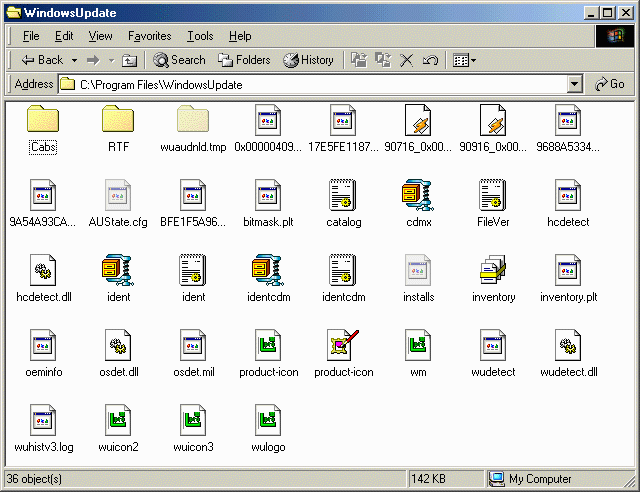 WindowsUpdate
File Edit View Favorites Tools Help
Back Search Folders History
Address C:\Program Files\WindowsUpdate Go
Cabs RTF wuaudnld.tmp 0x00000409... 17E5FE1187... 90716_0x00... 90916_0x00... 9688A5334...
9A54A93CA... AUState.cfg BFE1F5A96... bitmask.plt catalog cdmx FileVer hcdetect
hcdetect.dll ident ident identcdm identcdm installs inventory inventory.plt
oeminfo osdet.dll osdet.mil product-icon product-icon wm wudetect wudetect.dll
wuhistv3.log wuicon2 wuicon3 wulogo
36 object(s) 142 KB My Computer